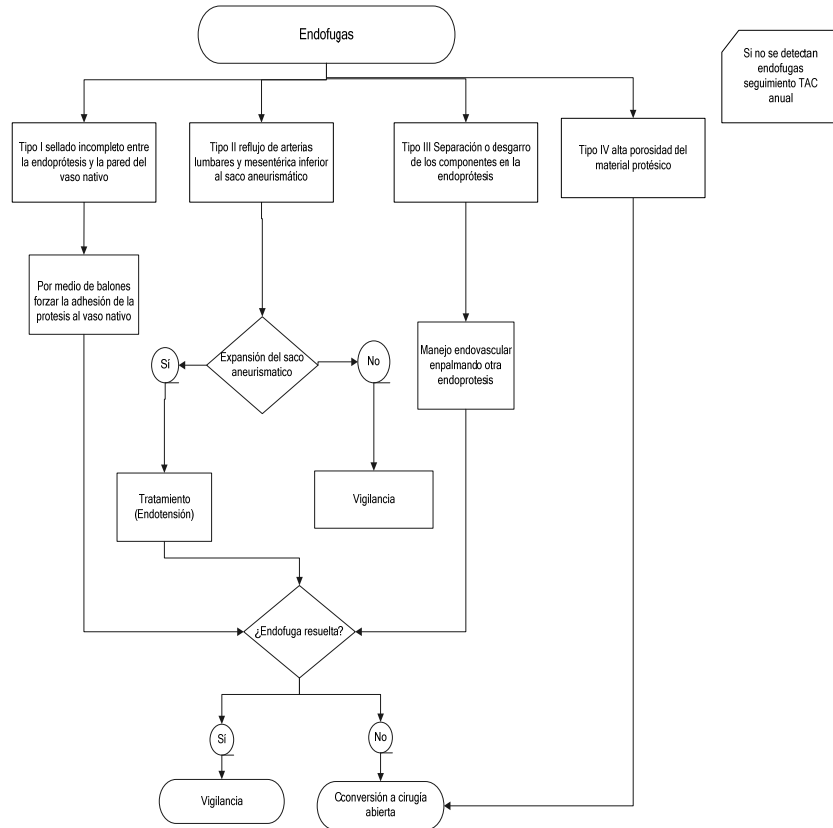 Endofugas
Si no se detectan
endofugas
seguimiento TAC
anual
Tipo I sellado incompleto entre
la endoprótesis y la pared del
vaso nativo
Tipo II reflujo de arterias
lumbares y mesentérica inferior
al saco aneurismático
Tipo III Separación o desgarro
de los componentes en la
endoprótesis
Tipo IV alta porosidad del
material protésico
Por medio de balones
forzar la adhesión de la
protesis al vaso nativo
Expansión del saco
aneurismatico
Sí
No
Manejo endovascular
enpalmando otra
endoprotesis
Tratamiento
(Endotensión)
Vigilancia
¿Endofuga resuelta?
Sí
No
Vigilancia
Cconversión a cirugía
abierta